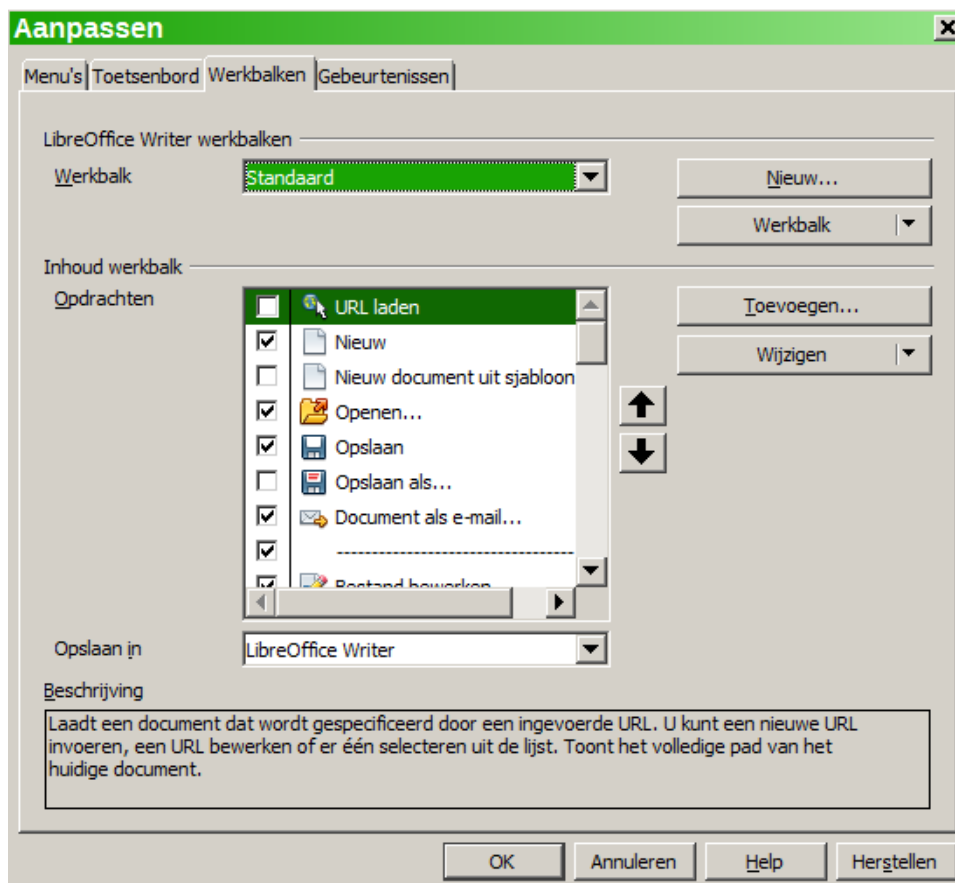 Aanpassen
Menu's Toetsenbord Werkbalken Gebeurtenissen
LibreOffice Writer werkbalken
Werkbalk Standaard Nieuw...
Werkbalk
Inhoud werkbalk
Opdrachten URL laden Toevoegen...
Nieuw
Wijzigen
Nieuw document uit sjabloon
Openen...
Opslaan
Opslaan als...
Document als e-mail...
----------------------------------
Bestand bewerken
Opslaan in LibreOffice Writer
Beschrijving
Laadt een document dat wordt gespecificeerd door een ingevoerde URL. U kunt een nieuwe URL
invoeren, een URL bewerken of er één selecteren uit de lijst. Toont het volledige pad van het
huidige document.
OK Annuleren Help Herstellen